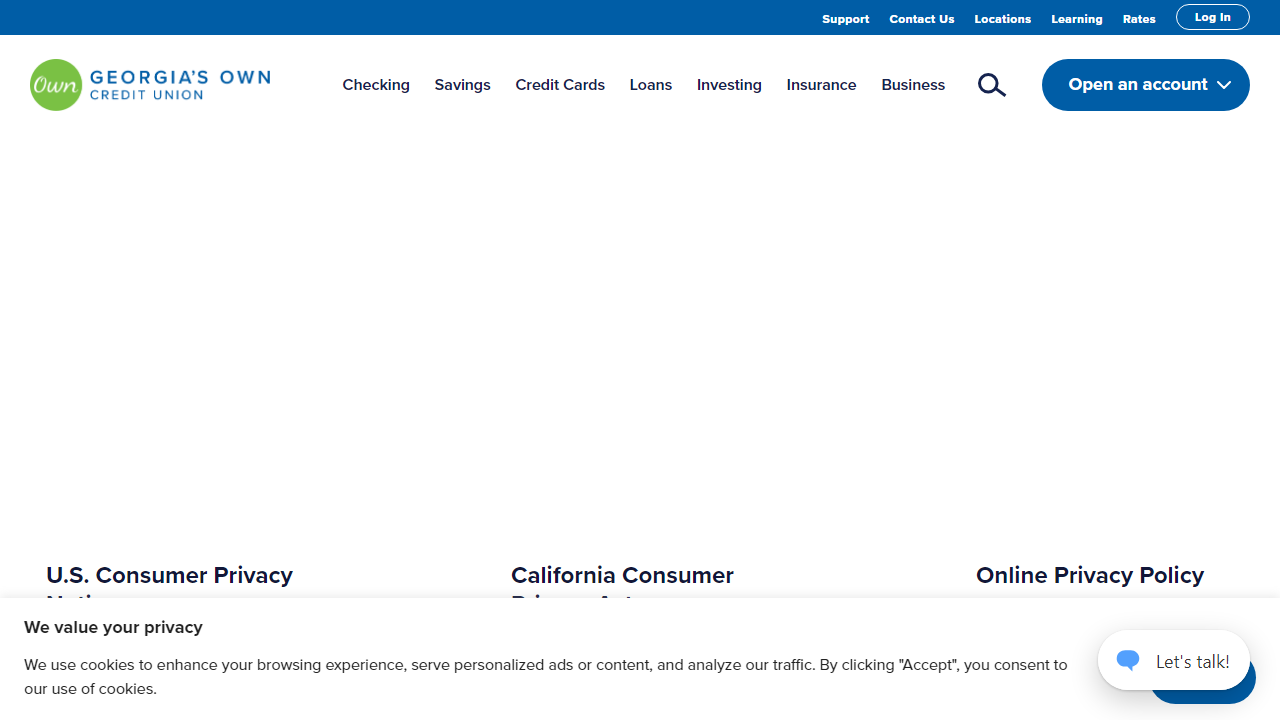 Support Contact Us Locations Learning Rates Log In
Own GEORGIA'S OWN
CREDIT UNION
Checking Savings Credit Cards Loans Investing Insurance Business Open an account
U.S. Consumer Privacy California Consumer Online Privacy Policy
We value your privacy
We use cookies to enhance your browsing experience, serve personalized ads or content, and analyze our traffic. By clicking "Accept", you consent to
our use of cookies.
Let's talk!